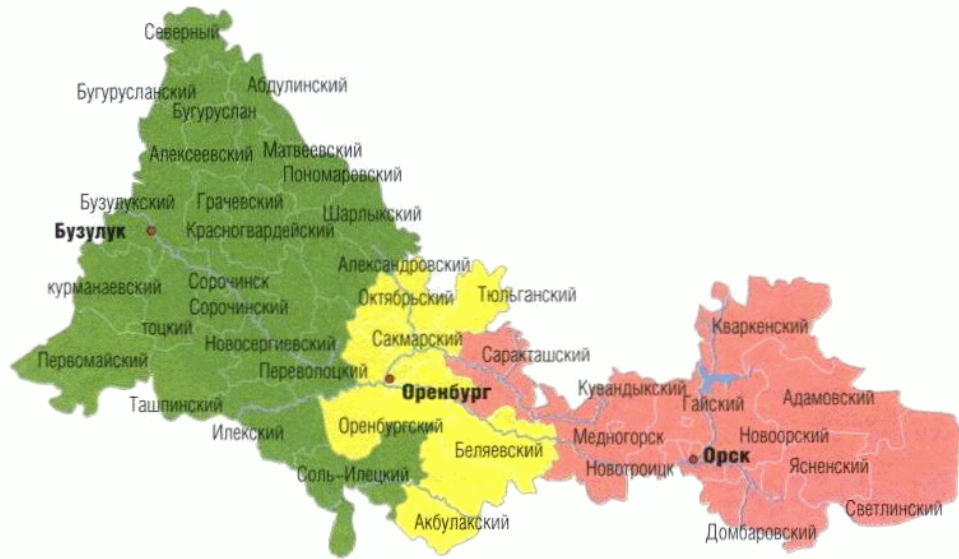 Северный
Бугурусланский
Абдулинский
Бугуруслан
Алексеевский
Матвеевский
Пономаревский
Бузулукский
Грачевский
Шарлыкский
Бузулук
Красногвардейский
Александровский
курманаевский
Сорочинск
Октябрьский
Тюльганский
Сорочинский
тоцкий
Кваркенский
Новосергиевский
Сакмарский
Саракташский
Первомайский
Переволоцкий
Оренбург
Кувандыкский
Гайский
Адамовский
Ташпинский
Илекский
Оренбургский
Медногорск
Новоорский
Беляевский
Орск
Соль-Илецкий
Новотроицк
Ясненский
Светлинский
Акбулакский
Домбаровский